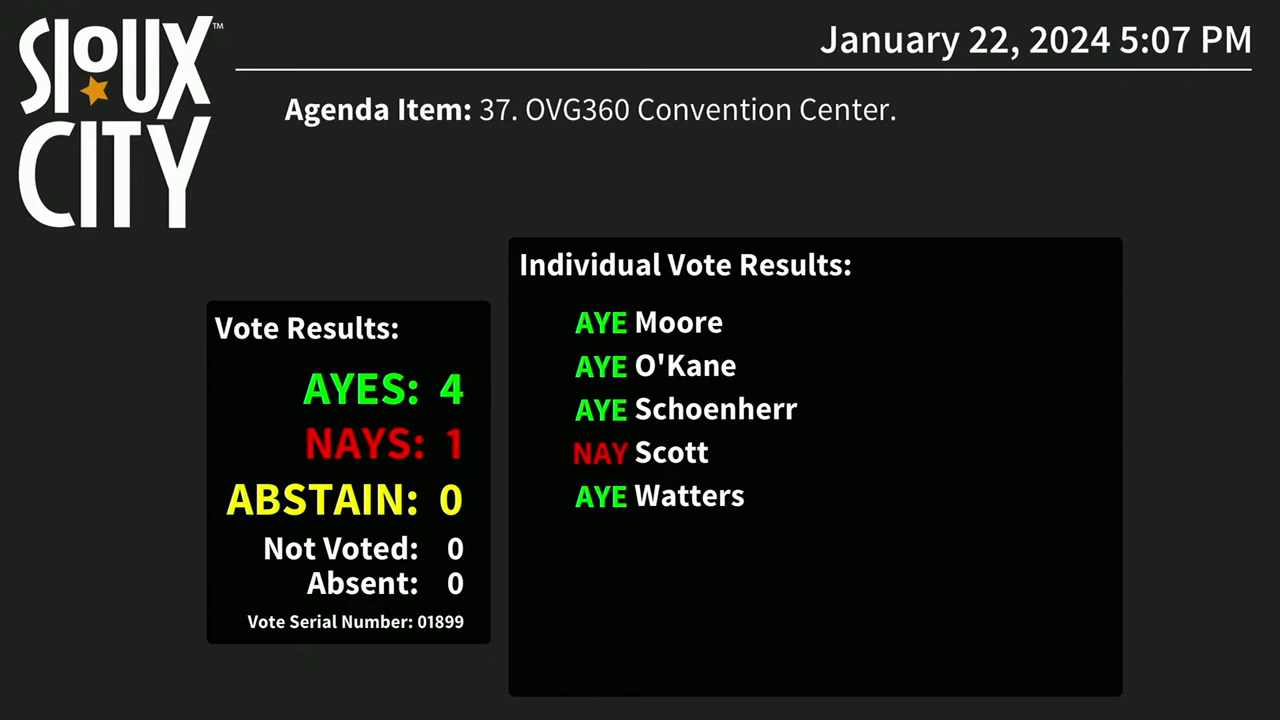 SIOUX™
CITY
January 22, 2024 5:07 PM
Agenda Item: 37. OVG360 Convention Center.
Vote Results:
AYES: 4
NAYS: 1
ABSTAIN: 0
Not Voted: 0
Absent: 0
Vote Serial Number: 01899
Individual Vote Results:
AYE Moore
AYE O'Kane
AYE Schoenherr
NAY Scott
AYE Watters